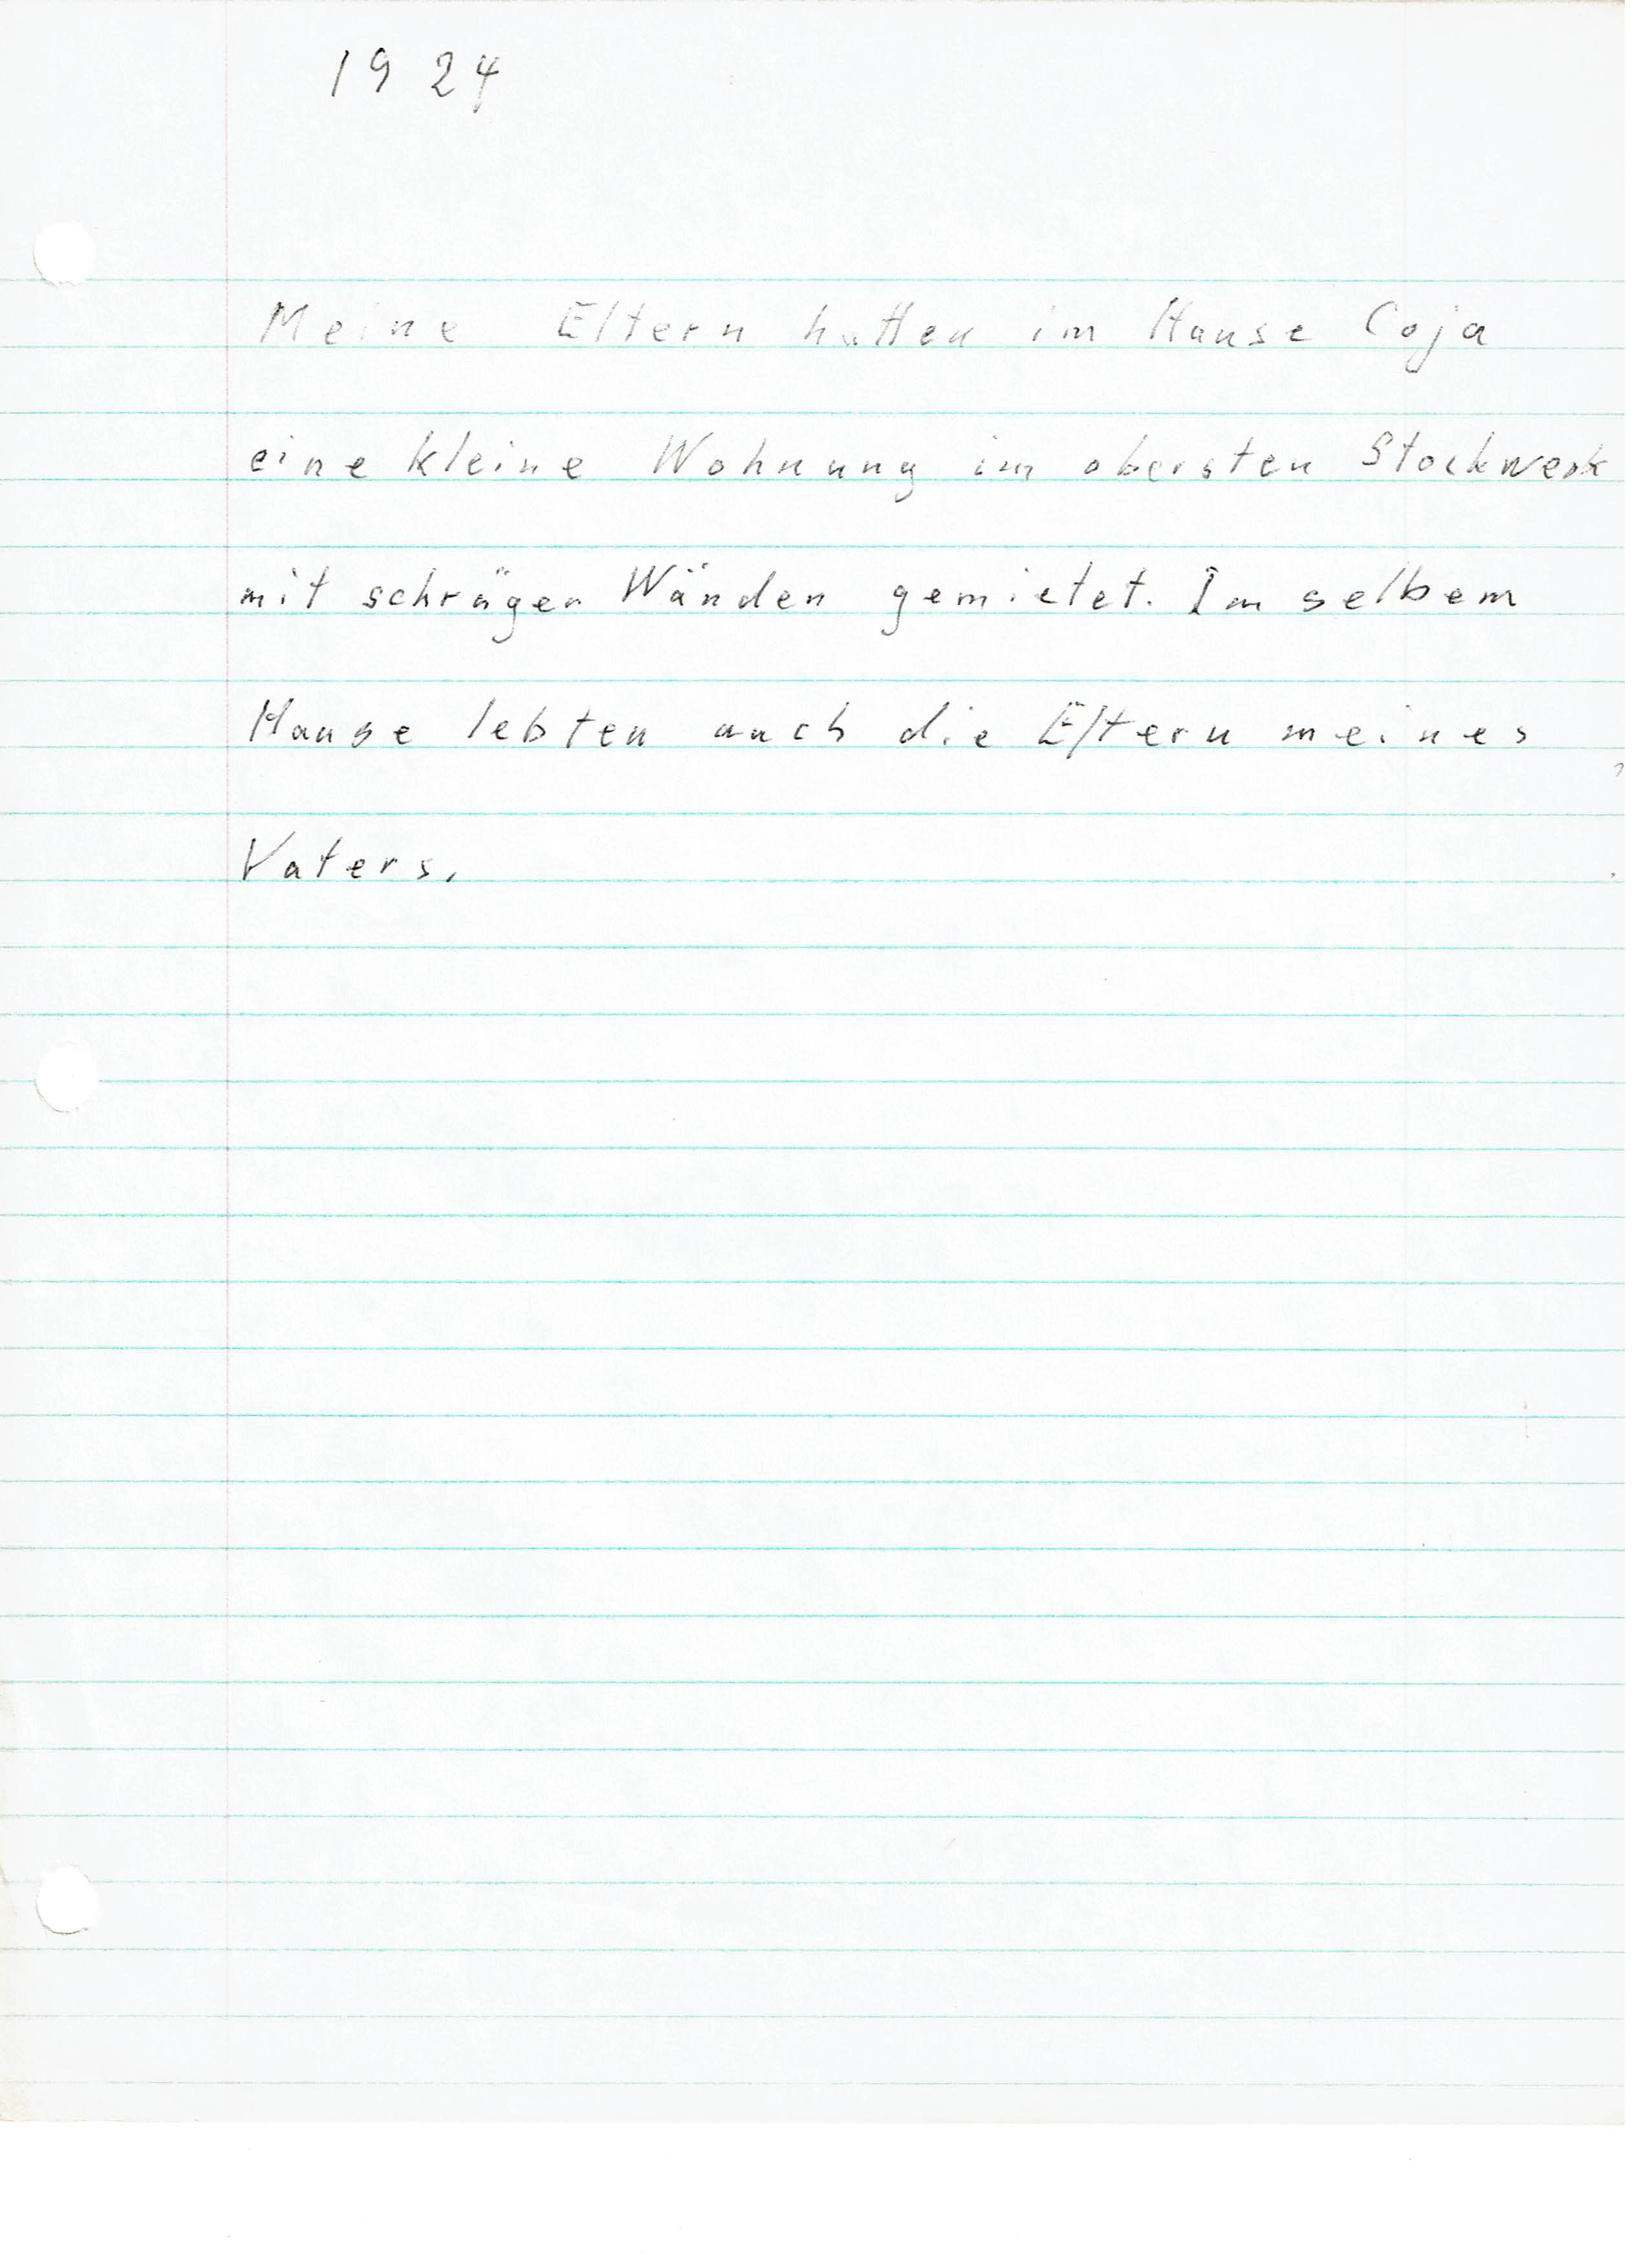 1924
Meine Eltern hatten im Hause Coja
eine kleine Wohnung im obersten Stockwerk
mit schrägen Wänden gemietet. Im selbem
Hause lebten auch die Eltern meines
Vaters.